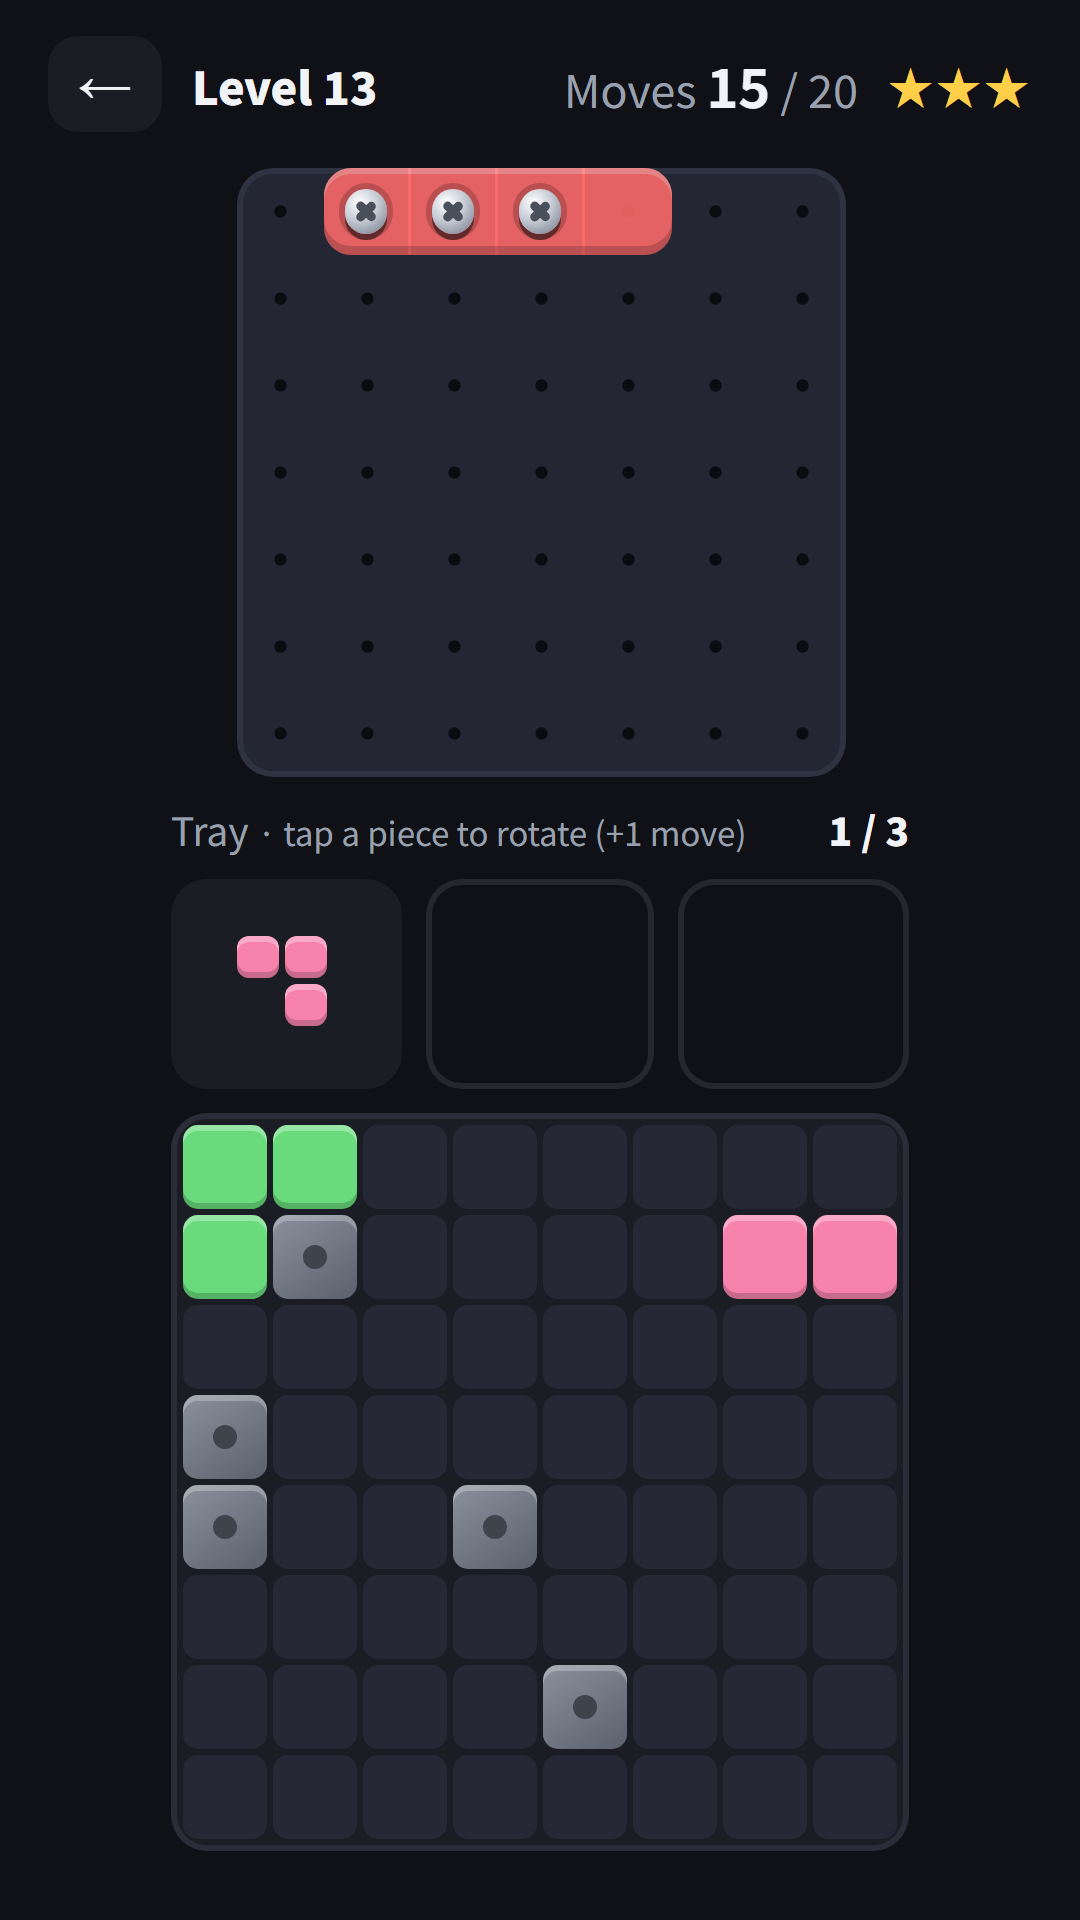 ←
Level 13
Moves 15 / 20 ★★★
Tray · tap a piece to rotate (+1 move) 1 / 3